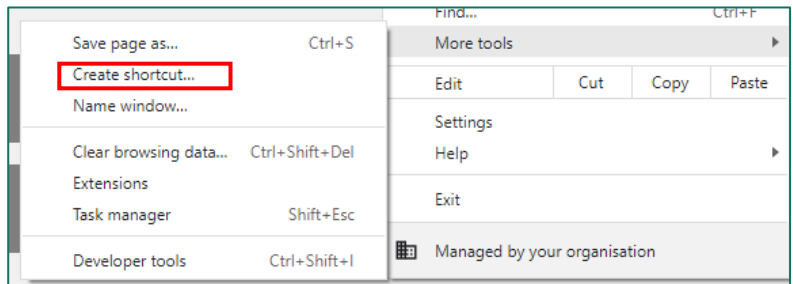 Find... Ctrl+F
More tools
Edit Cut Copy Paste
Settings
Help
Exit
Managed by your organisation
Save page as... Ctrl+S
Create shortcut...
Name window...
Clear browsing data... Ctrl+Shift+Del
Extensions
Task manager Shift+Esc
Developer tools Ctrl+Shift+I